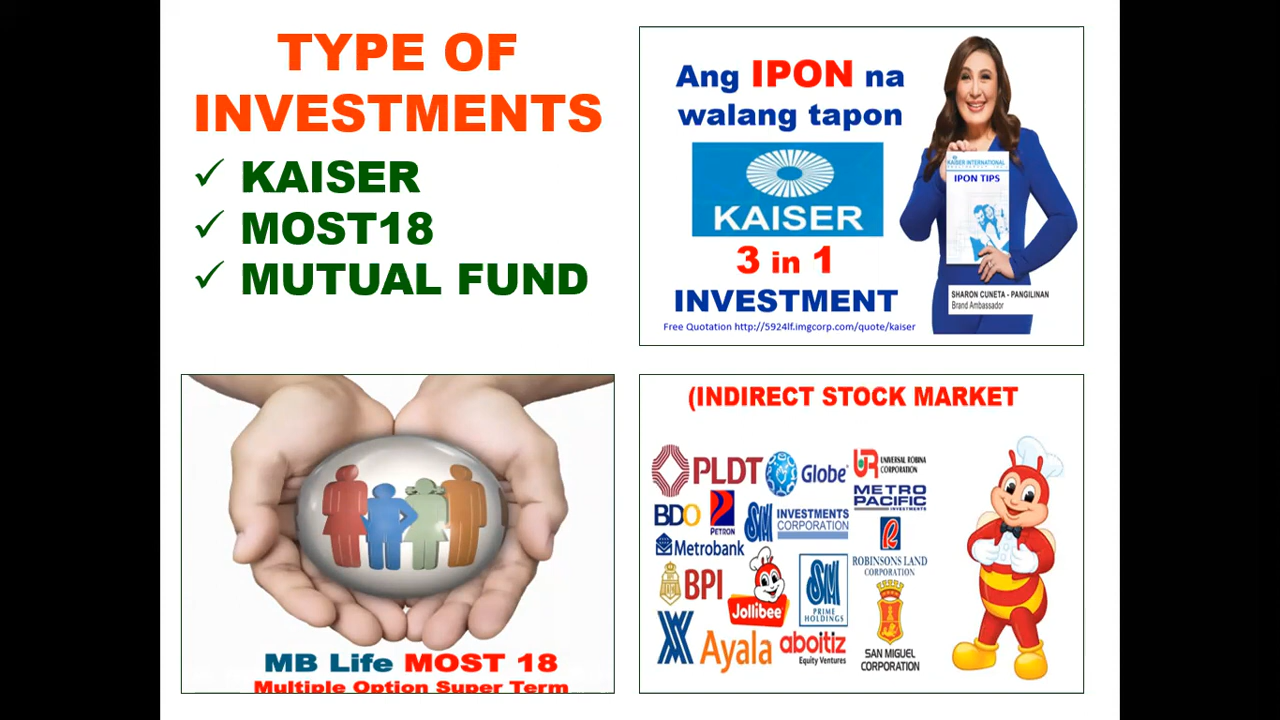 TYPE OF
INVESTMENTS
✓ KAISER
✓ MOST18
✓ MUTUAL FUND
Ang IPON na
walang tapon
KAISER
3 in 1
INVESTMENT
Free Quotation http://5924lf.imgcorp.com/quote/kaiser
KAISER INTERNATIONAL
IPON TIPS
SHARON CUNETA - PANGILINAN
Brand Ambassador
MB Life MOST 18
Multiple Option Super Term
(INDIRECT STOCK MARKET
PLDT
Globe
UNIVERSAL ROBINA
CORPORATION
METRO
PACIFIC
INVESTMENTS
BDO
PETRON
SM
INVESTMENTS
CORPORATION
Metrobank
ROBINSONS LAND
CORPORATION
BPI
Jollibee
SM
PRIME
HOLDINGS
Ayala
aboitiz
Equity Ventures
SAN MIGUEL
CORPORATION